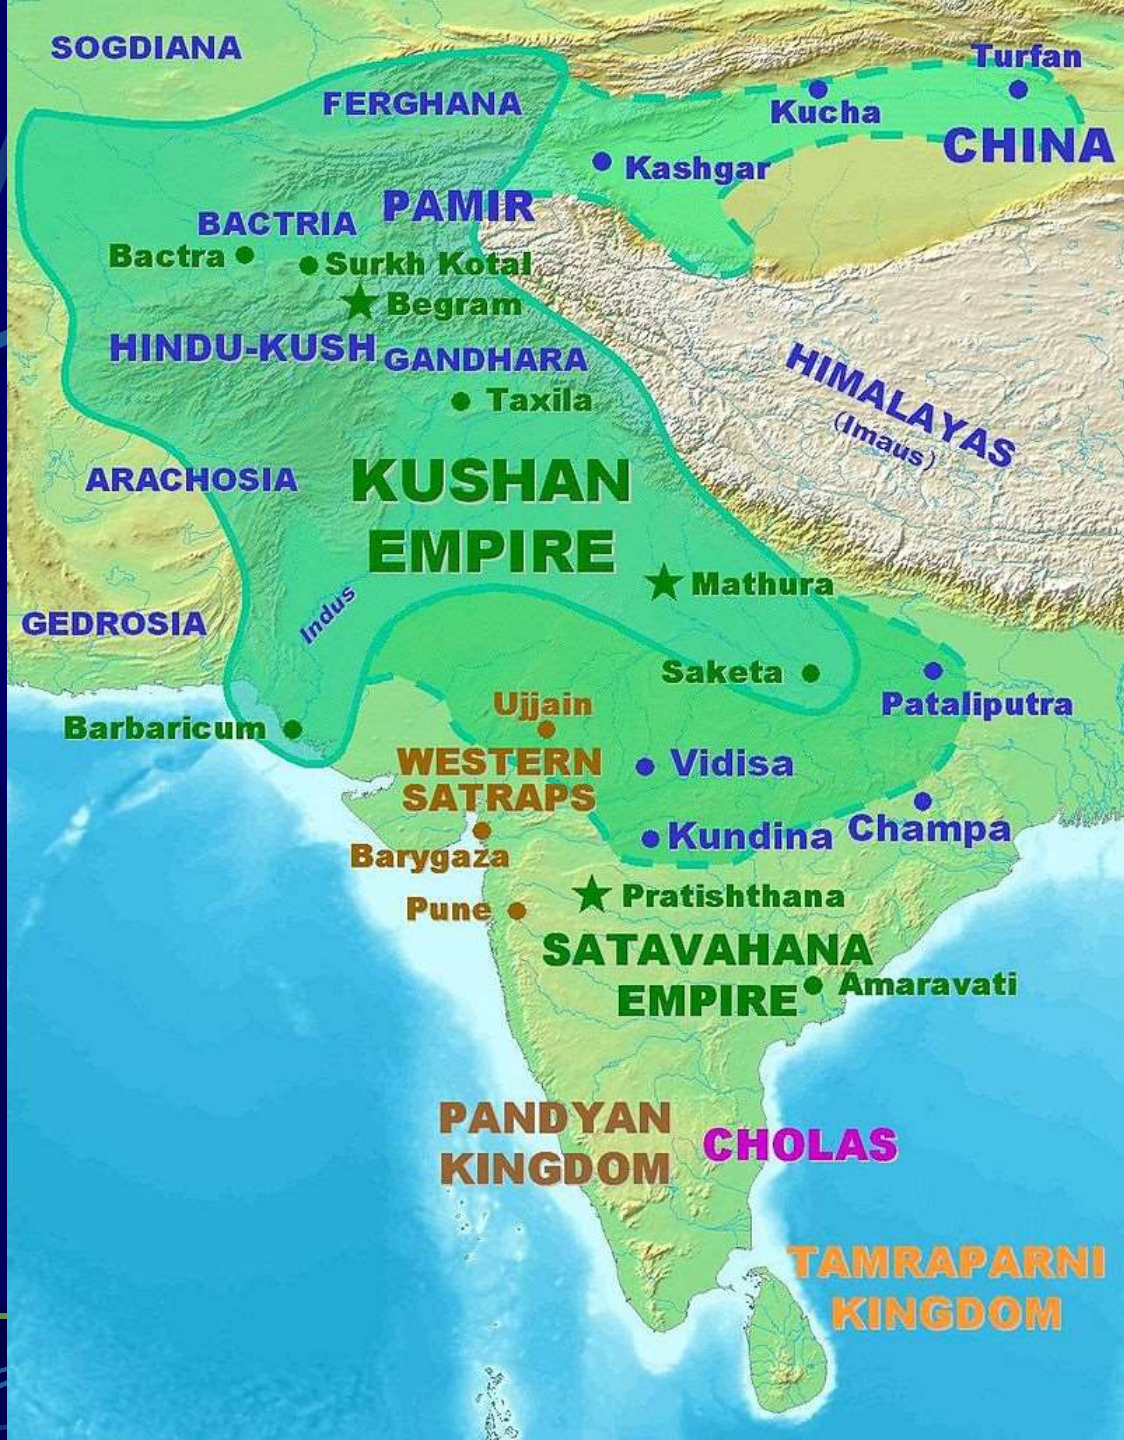 SOGDIANA
Turfan
FERGHANA
Kucha
CHINA
Kashgar
PAMIR
BACTRIA
Bactra
Surkh Kotal
Begram
HINDU-KUSH
GANDHARA
HIMALAYAS
(Imaus)
Taxila
ARACHOSIA
KUSHAN
EMPIRE
Mathura
Indus
GEDROSIA
Saketa
Pataliputra
Ujjain
Barbaricum
WESTERN
SATRAPS
Vidisa
Kundina
Champa
Barygaza
Pratishthana
Pune
SATAVAHANA
EMPIRE
Amaravati
PANDYAN
KINGDOM
CHOLAS
TAMRAPARNI
KINGDOM